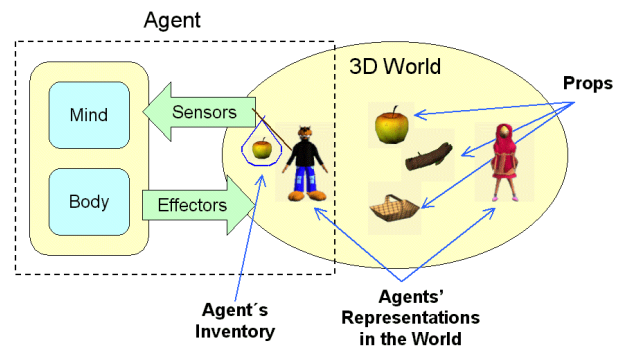 Agent
3D World
Props
Mind
Sensors
Body
Effectors
Agent´s
Inventory
Agents’
Representations
in the World